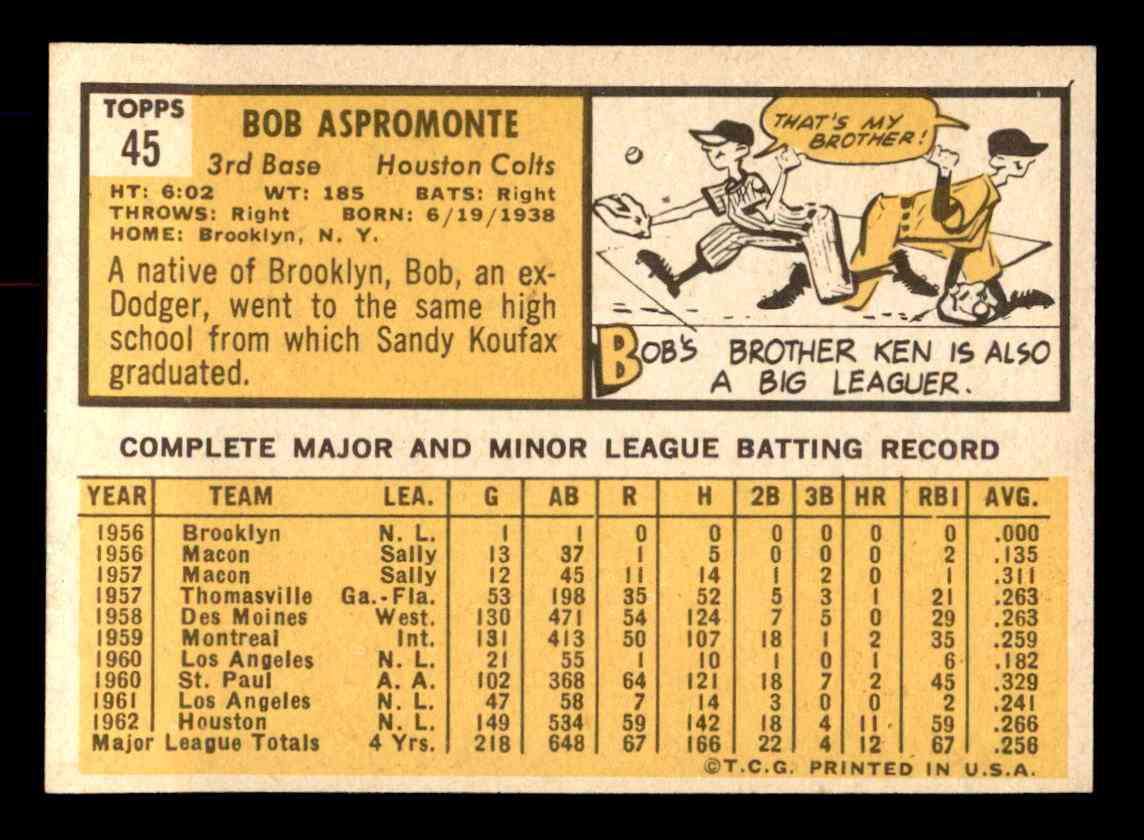 TOPPS
45
BOB ASPROMONTE
3rd Base Houston Colts
HT: 6:02 WT: 185 BATS: Right
THROWS: Right BORN: 6/19/1938
HOME: Brooklyn, N. Y.
A native of Brooklyn, Bob, an ex-
Dodger, went to the same high
school from which Sandy Koufax
graduated.
THAT'S MY
BROTHER!
BOB'S BROTHER KEN IS ALSO
A BIG LEAGUER.
COMPLETE MAJOR AND MINOR LEAGUE BATTING RECORD
YEAR TEAM LEA. G AB R H 2B 3B HR RBI AVG.
1956 Brooklyn N. L. 1 1 0 0 0 0 0 0 .000
1956 Macon Sally 13 37 1 5 0 0 0 2 .135
1957 Macon Sally 12 45 11 14 1 2 0 1 .311
1957 Thomasville Ga.-Fla. 53 198 35 52 5 3 1 21 .263
1958 Des Moines West. 130 471 54 124 7 5 0 29 .263
1959 Montreal Int. 131 413 50 107 18 1 2 35 .259
1960 Los Angeles N. L. 21 55 1 10 1 0 1 6 .182
1960 St. Paul A. A. 102 368 64 121 18 7 2 45 .329
1961 Los Angeles N. L. 47 58 7 14 3 0 0 2 .241
1962 Houston N. L. 149 534 59 142 18 4 11 59 .266
Major League Totals 4 Yrs. 218 648 67 166 22 4 12 67 .256
©T.C.G. PRINTED IN U.S.A.